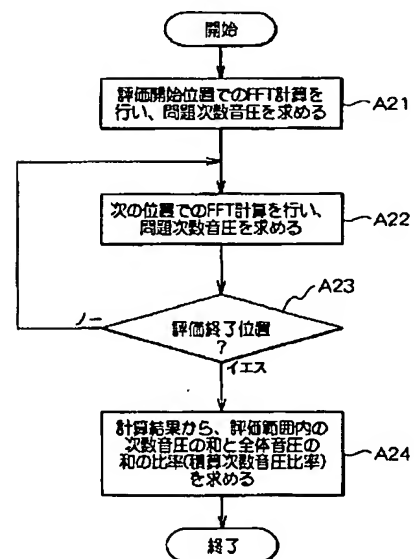 開始
評価開始位置でのFFT計算を
行い、問題次数音圧を求める
A21
次の位置でのFFT計算を行い、
問題次数音圧を求める
A22
A23
評価終了位置
?
ノー
イエス
計算結果から、評価範囲内の
次数音圧の和と全体音圧の
和の比率(積算次数音圧比率)
を求める
A24
終了